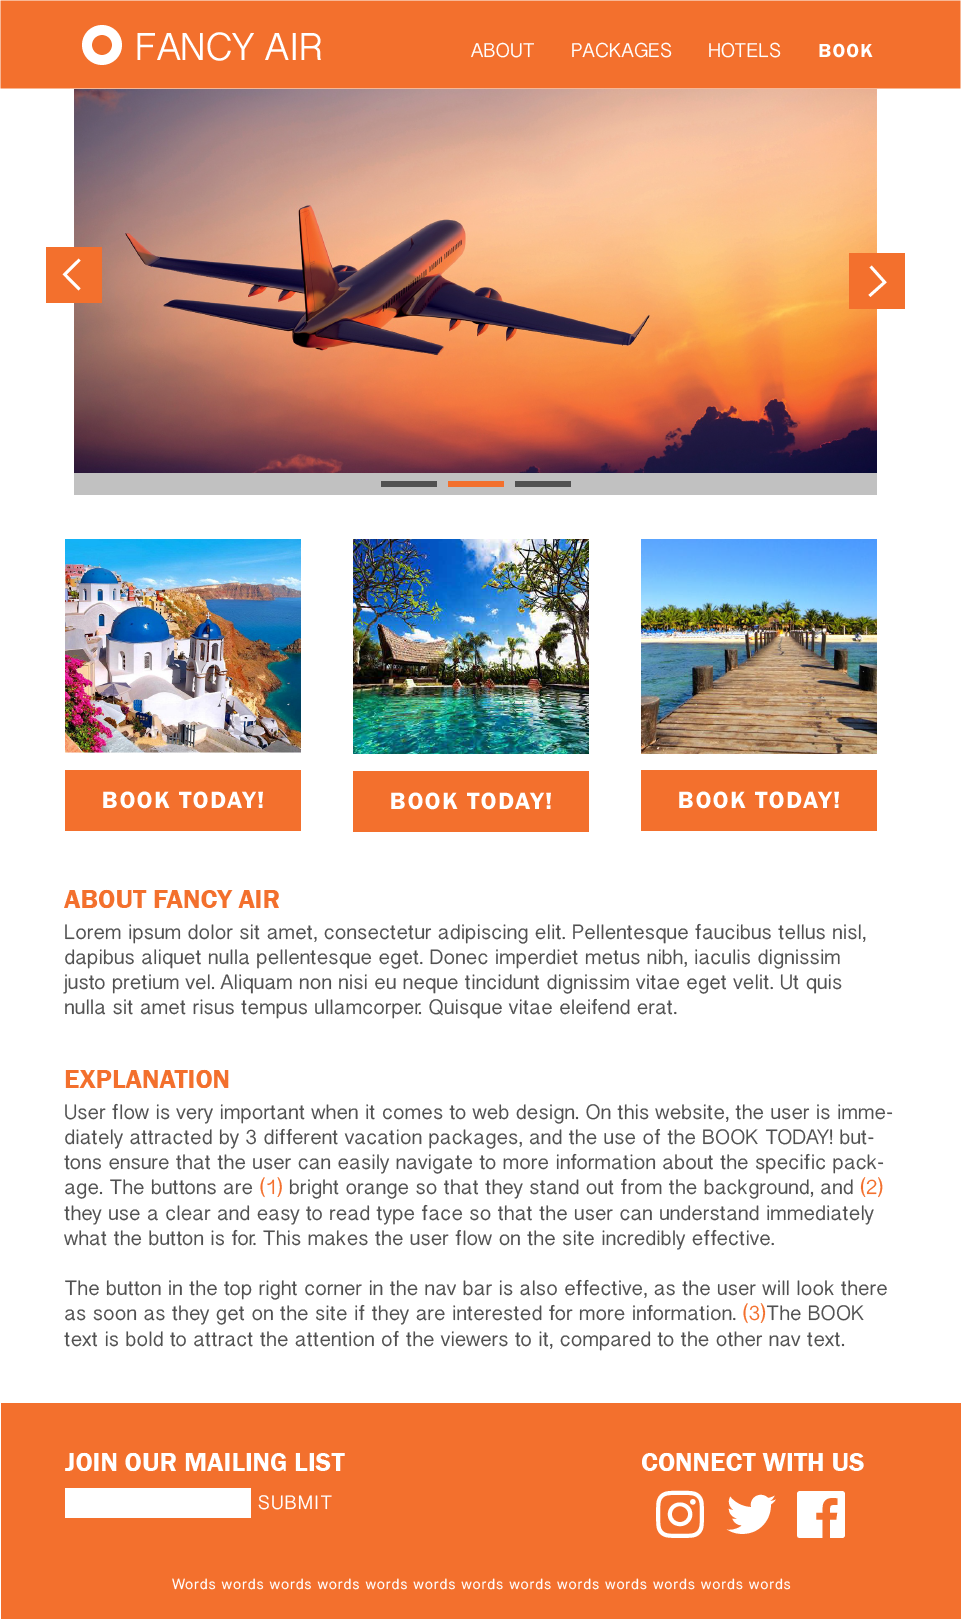 FANCY AIR
ABOUT PACKAGES HOTELS BOOK
BOOK TODAY! BOOK TODAY! BOOK TODAY!
ABOUT FANCY AIR
Lorem ipsum dolor sit amet, consectetur adipiscing elit. Pellentesque faucibus tellus nisl,
dapibus aliquet nulla pellentesque eget. Donec imperdiet metus nibh, iaculis dignissim
justo pretium vel. Aliquam non nisi eu neque tincidunt dignissim vitae eget velit. Ut quis
nulla sit amet risus tempus ullamcorper. Quisque vitae eleifend erat.
EXPLANATION
User flow is very important when it comes to web design. On this website, the user is imme-
diately attracted by 3 different vacation packages, and the use of the BOOK TODAY! but-
tons ensure that the user can easily navigate to more information about the specific pack-
age. The buttons are (1) bright orange so that they stand out from the background, and (2)
they use a clear and easy to read type face so that the user can understand immediately
what the button is for. This makes the user flow on the site incredibly effective.
The button in the top right corner in the nav bar is also effective, as the user will look there
as soon as they get on the site if they are interested for more information. (3)The BOOK
text is bold to attract the attention of the viewers to it, compared to the other nav text.
JOIN OUR MAILING LIST
SUBMIT
CONNECT WITH US
Words words words words words words words words words words words words words